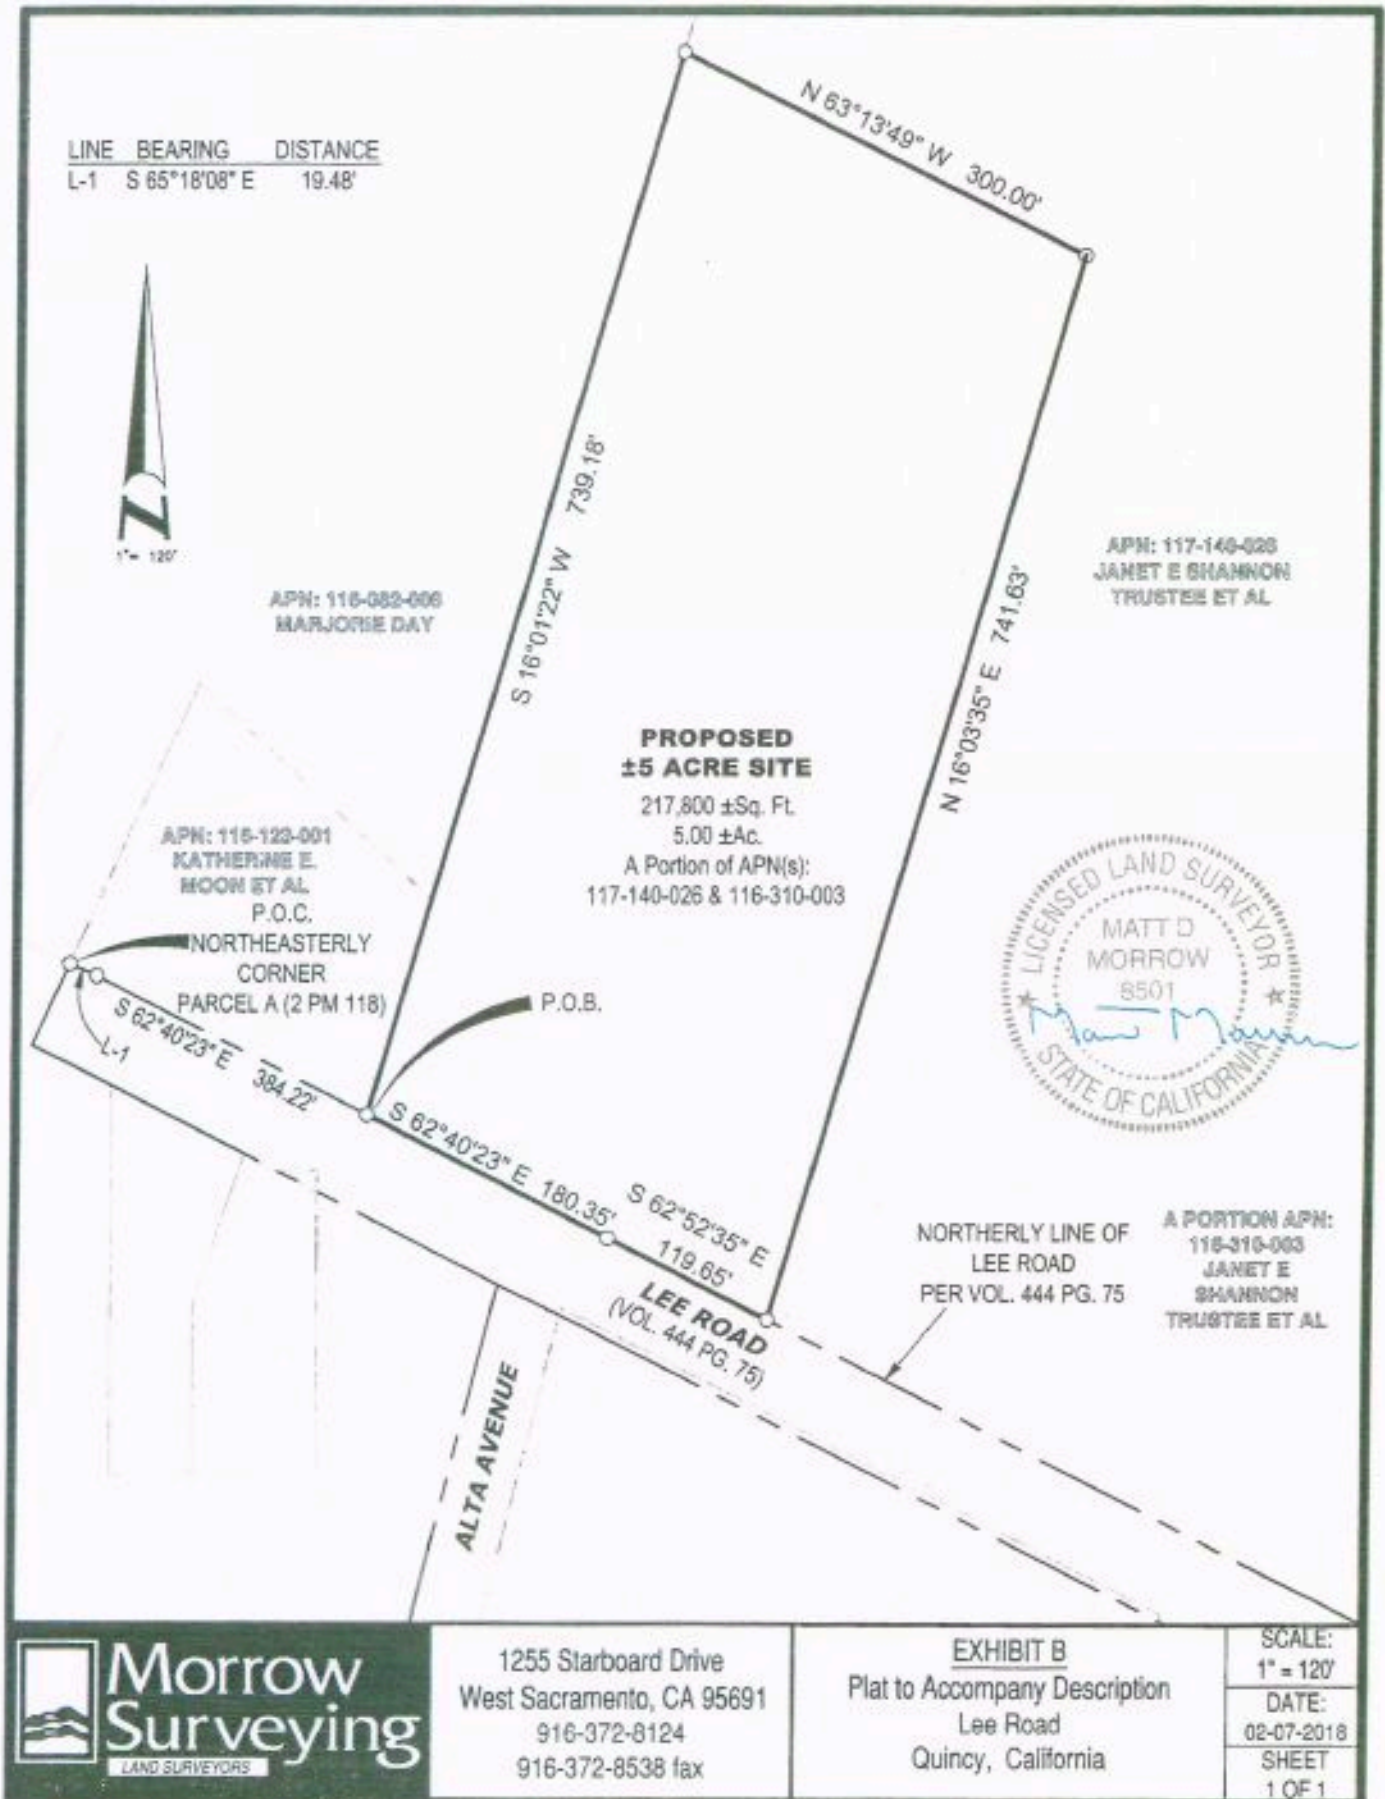 LINE BEARING DISTANCE
L-1 S 65°18'08" E 19.48'
N 63°13'49" W 300.00'
N
1"= 120'
S 16°01'22" W 739.18'
N 16°03'35" E 741.63'
APN: 117-140-026
JANET E SHANNON
TRUSTEE ET AL
APN: 116-082-006
MARJORIE DAY
PROPOSED
±5 ACRE SITE
217,800 ±Sq. Ft.
5.00 ±Ac.
A Portion of APN(s):
117-140-026 & 116-310-003
APN: 116-123-001
KATHERINE E.
MOON ET AL
P.O.C.
NORTHEASTERLY
CORNER
PARCEL A (2 PM 118)
P.O.B.
S 62°40'23" E 384.22'
L-1
S 62°40'23" E 180.35'
S 62°52'35" E
119.65'
LEE ROAD
(VOL. 444 PG. 75)
ALTA AVENUE
LICENSED LAND SURVEYOR
MATT D
MORROW
8501
STATE OF CALIFORNIA
NORTHERLY LINE OF
LEE ROAD
PER VOL. 444 PG. 75
A PORTION APN:
116-310-003
JANET E
SHANNON
TRUSTEE ET AL
Morrow
Surveying
LAND SURVEYORS
1255 Starboard Drive
West Sacramento, CA 95691
916-372-8124
916-372-8538 fax
EXHIBIT B
Plat to Accompany Description
Lee Road
Quincy, California
SCALE:
1" = 120'
DATE:
02-07-2018
SHEET
1 OF 1